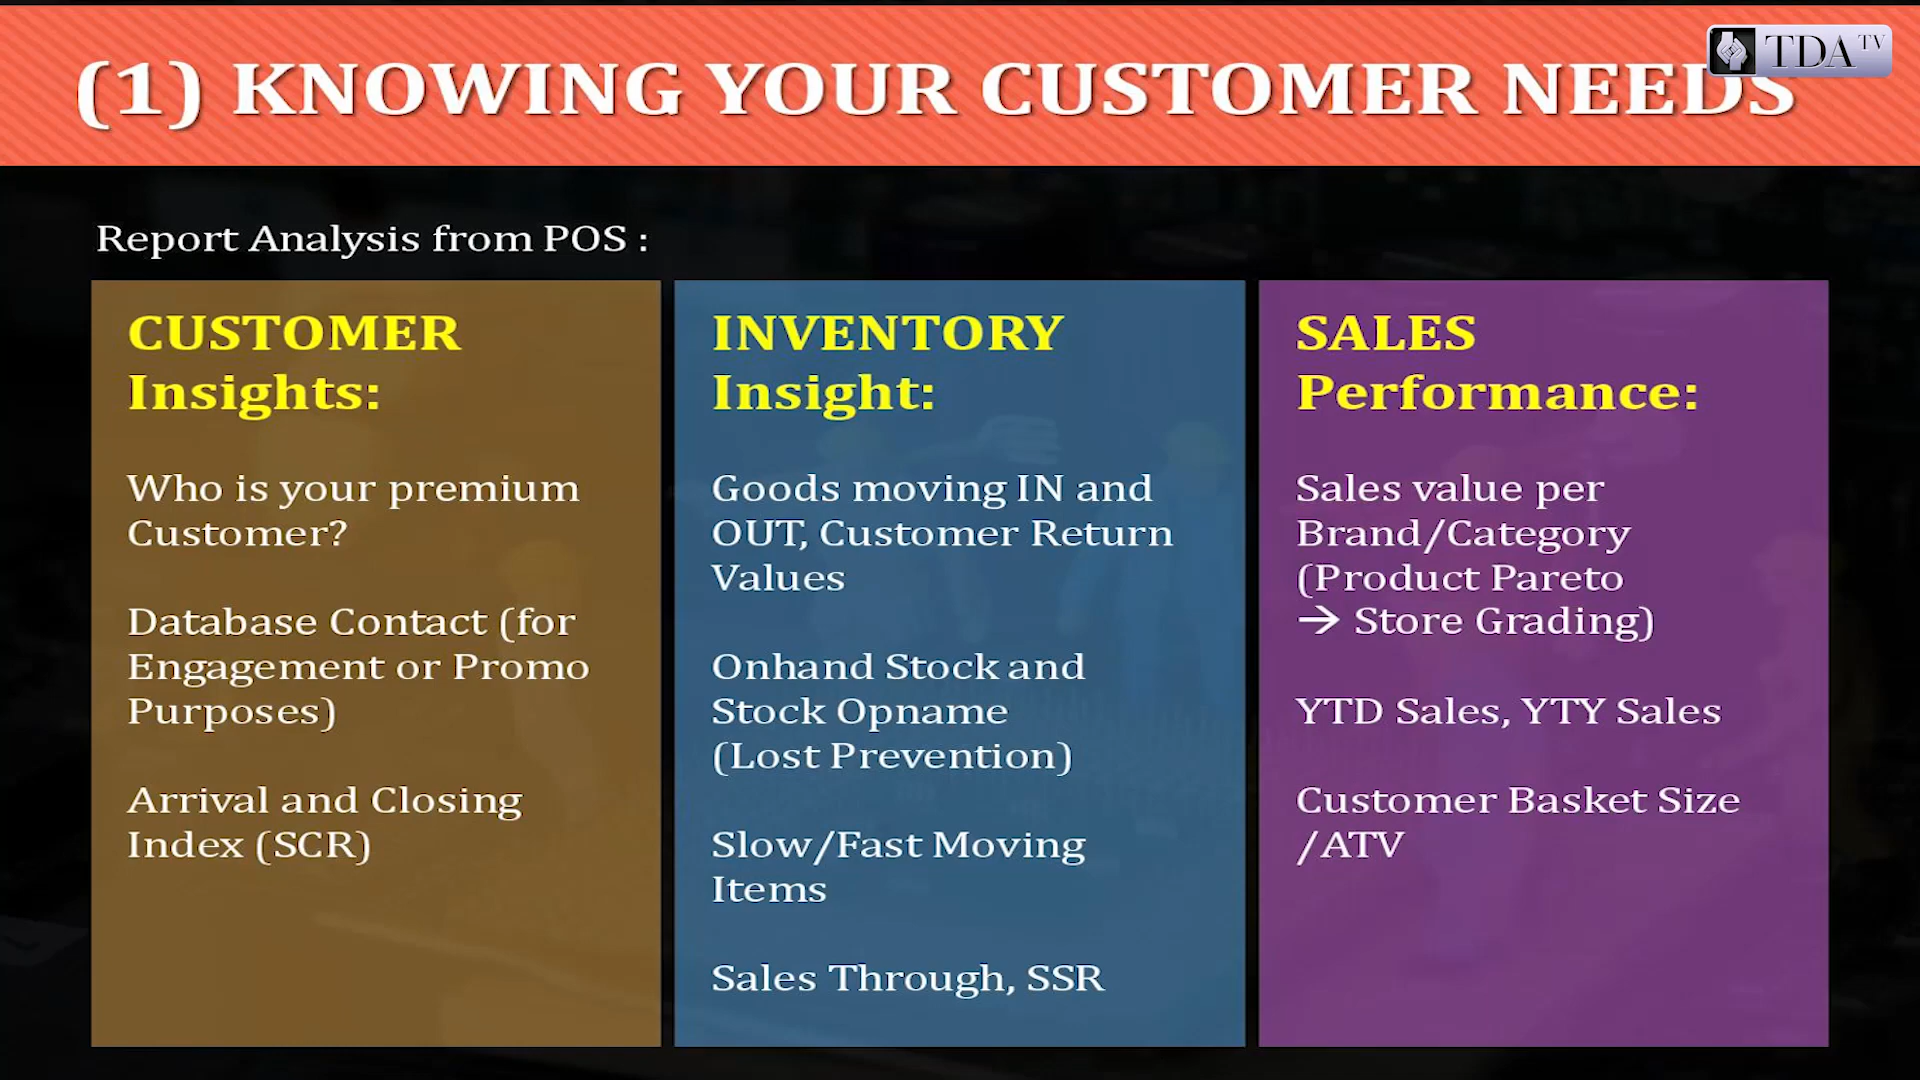 (1) KNOWING YOUR CUSTOMER NEEDS
TDA TV
Report Analysis from POS :
CUSTOMER
Insights:
Who is your premium
Customer?
Database Contact (for
Engagement or Promo
Purposes)
Arrival and Closing
Index (SCR)
INVENTORY
Insight:
Goods moving IN and
OUT, Customer Return
Values
Onhand Stock and
Stock Opname
(Lost Prevention)
Slow/Fast Moving
Items
Sales Through, SSR
SALES
Performance:
Sales value per
Brand/Category
(Product Pareto
→ Store Grading)
YTD Sales, YTY Sales
Customer Basket Size
/ATV